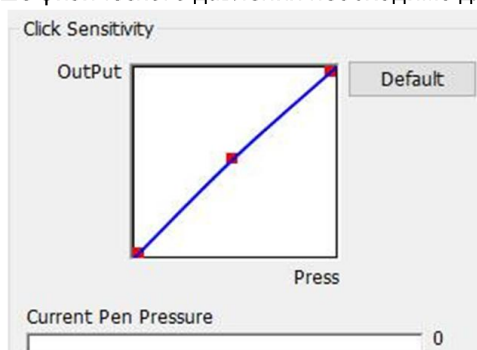 Click Sensitivity
OutPut
Default
Press
Current Pen Pressure
0